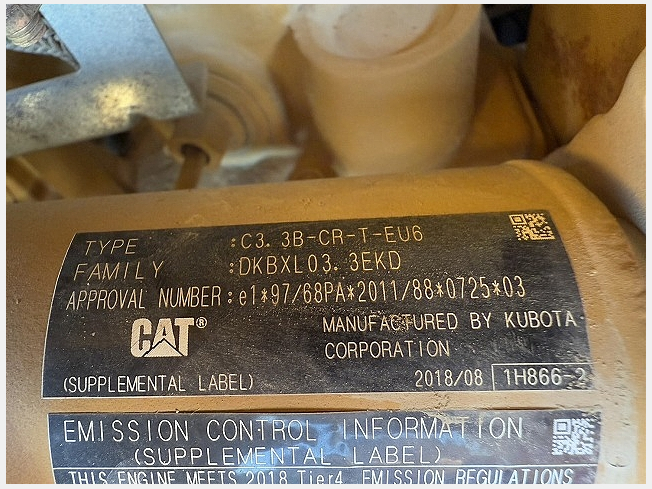 TYPE :C3.3B-CR-T-EU6
FAMILY :DKBXL03.3EKD
APPROVAL NUMBER:e1*97/68PA*2011/88*0725*03
CAT®
MANUFACTURED BY KUBOTA
CORPORATION
(SUPPLEMENTAL LABEL)
2018/08 1H866-2
EMISSION CONTROL INFORMATION
(SUPPLEMENTAL LABEL)
THIS ENGINE MEETS 2018 Tier4 EMISSION REGULATIONS